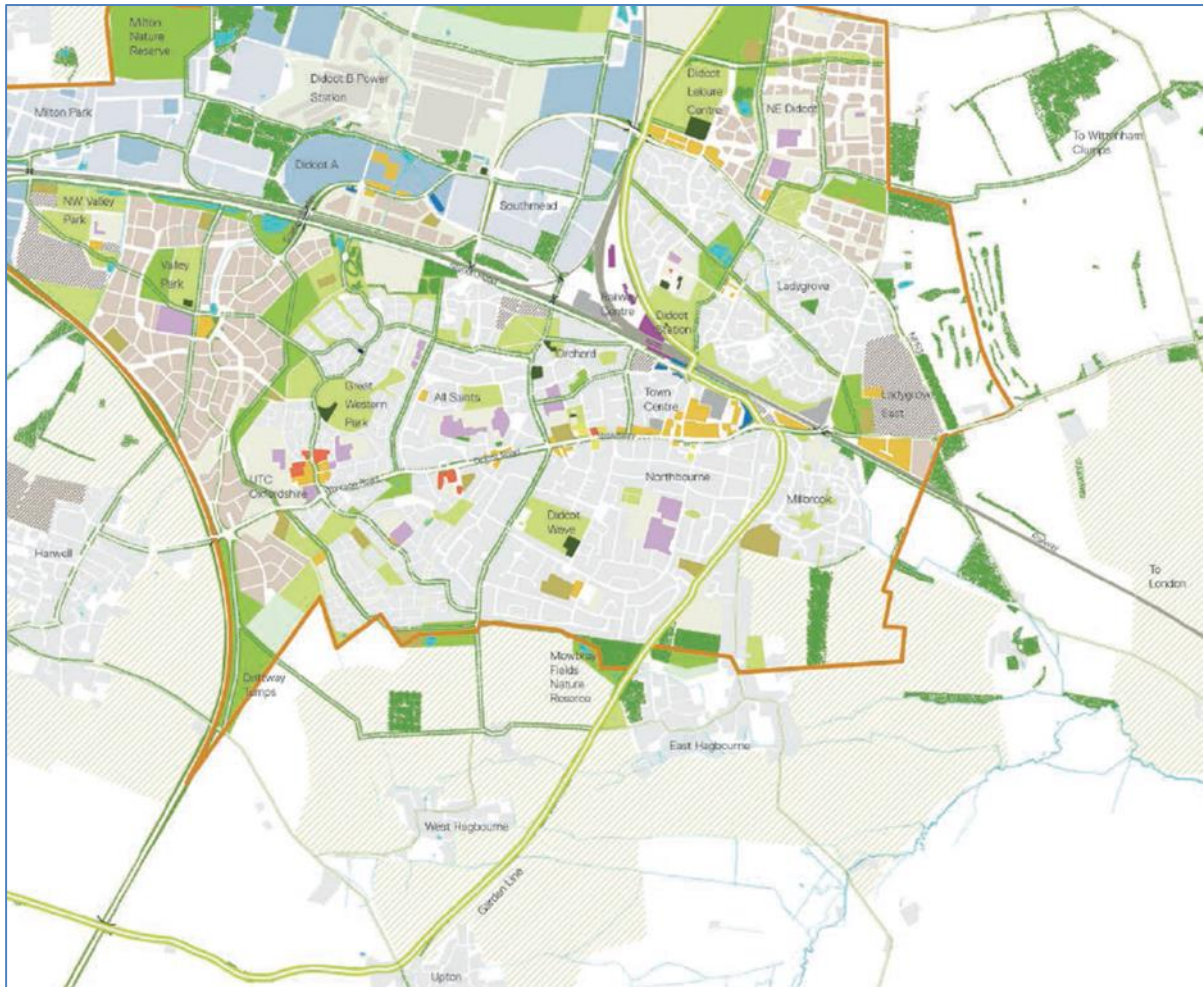 Milton
Nature
Reserve
Didcot B Power
Station
Milton Park
Didcot
Leisure
Centre
NE Didcot
To Wittenham
Clumps
Didcot A
Southmead
NW Valley
Park
Valley
Park
Railway
Centre
Didcot
Station
Ladygrove
Orchard
Great
Western
Park
All Saints
Town
Centre
Ladygrove
East
UTC
Oxfordshire
Northbourne
Millbrook
Didcot
Wave
Harwell
To
London
Driftway
Turnps
Mowbray
Fields
Nature
Reserve
East Hagbourne
West Hagbourne
Garden Line
Upton